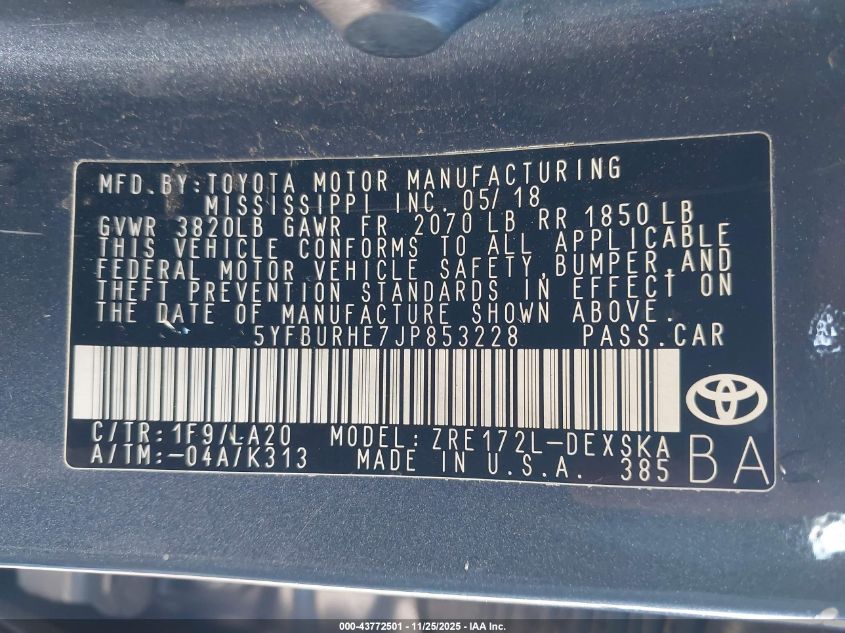 MFD.BY:TOYOTA MOTOR MANUFACTURING
MISSISSIPPI INC. 05/18
GVWR 3820LB GAWR FR 2070 LB RR 1850LB
THIS VEHICLE CONFORMS TO ALL APPLICABLE
FEDERAL MOTOR VEHICLE SAFETY,BUMPER,AND
THEFT PREVENTION STANDARDS IN EFFECT ON
THE DATE OF MANUFACTURE SHOWN ABOVE.
5YFBURHE7JP853228 PASS.CAR
C/TR:1F9/LA20 MODEL:ZRE172L-DEXSKA
A/TM:-04A/K313 MADE IN U.S.A. 385 BA
000-43772501 - 11/25/2025 - IAA Inc.